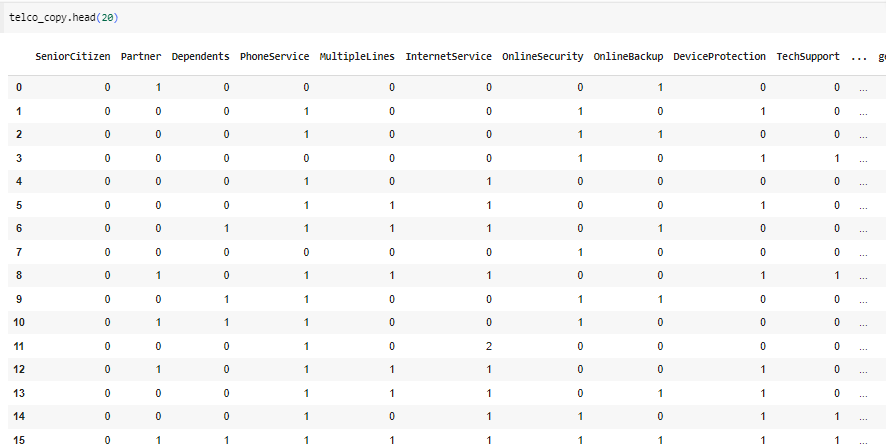 telco_copy.head(20)
SeniorCitizen Partner Dependents PhoneService MultipleLines InternetService OnlineSecurity OnlineBackup DeviceProtection TechSupport ... ge
0 0 1 0 0 0 0 0 1 0 0 ...
1 0 0 0 1 0 0 1 0 1 0 ...
2 0 0 0 1 0 0 1 1 0 0 ...
3 0 0 0 0 0 0 1 0 1 1 ...
4 0 0 0 1 0 1 0 0 0 0 ...
5 0 0 0 1 1 1 0 0 1 0 ...
6 0 0 1 1 1 1 0 1 0 0 ...
7 0 0 0 0 0 0 1 0 0 0 ...
8 0 1 0 1 1 1 0 0 1 1 ...
9 0 0 1 1 0 0 1 1 0 0 ...
10 0 1 1 1 0 0 1 0 0 0 ...
11 0 0 0 1 0 2 0 0 0 0 ...
12 0 1 0 1 1 1 0 0 1 0 ...
13 0 0 0 1 1 1 0 1 1 0 ...
14 0 0 0 1 0 1 1 0 1 1 ...
15 0 1 1 1 1 1 1 1 1 1 ...